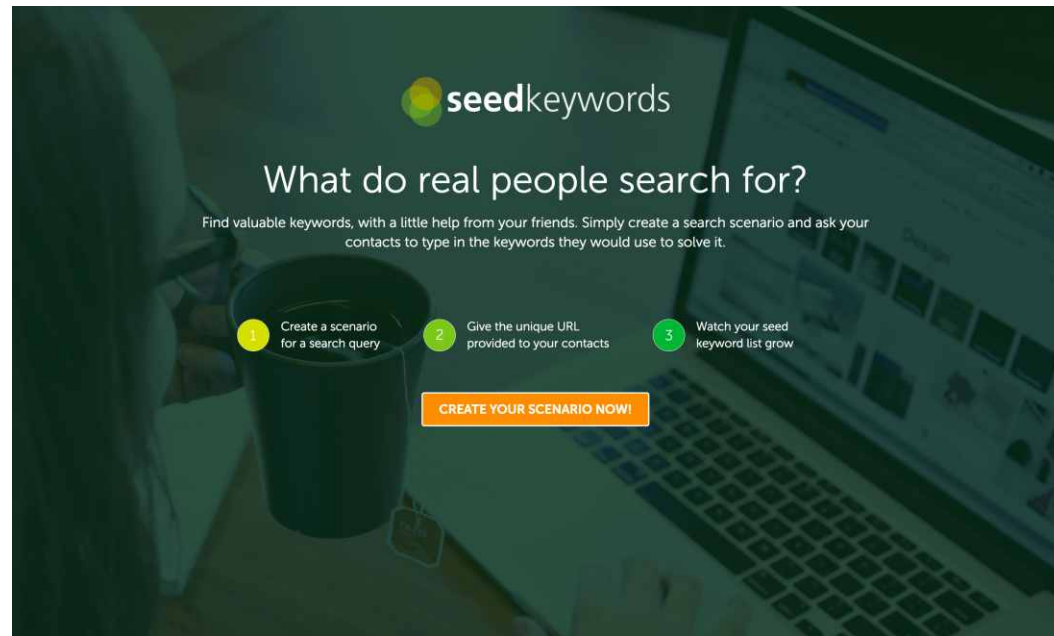 seedkeywords
What do real people search for?
Find valuable keywords, with a little help from your friends. Simply create a search scenario and ask your
contacts to type in the keywords they would use to solve it.
1
Create a scenario
for a search query
2
Give the unique URL
provided to your contacts
3
Watch your seed
keyword list grow
CREATE YOUR SCENARIO NOW!
Design